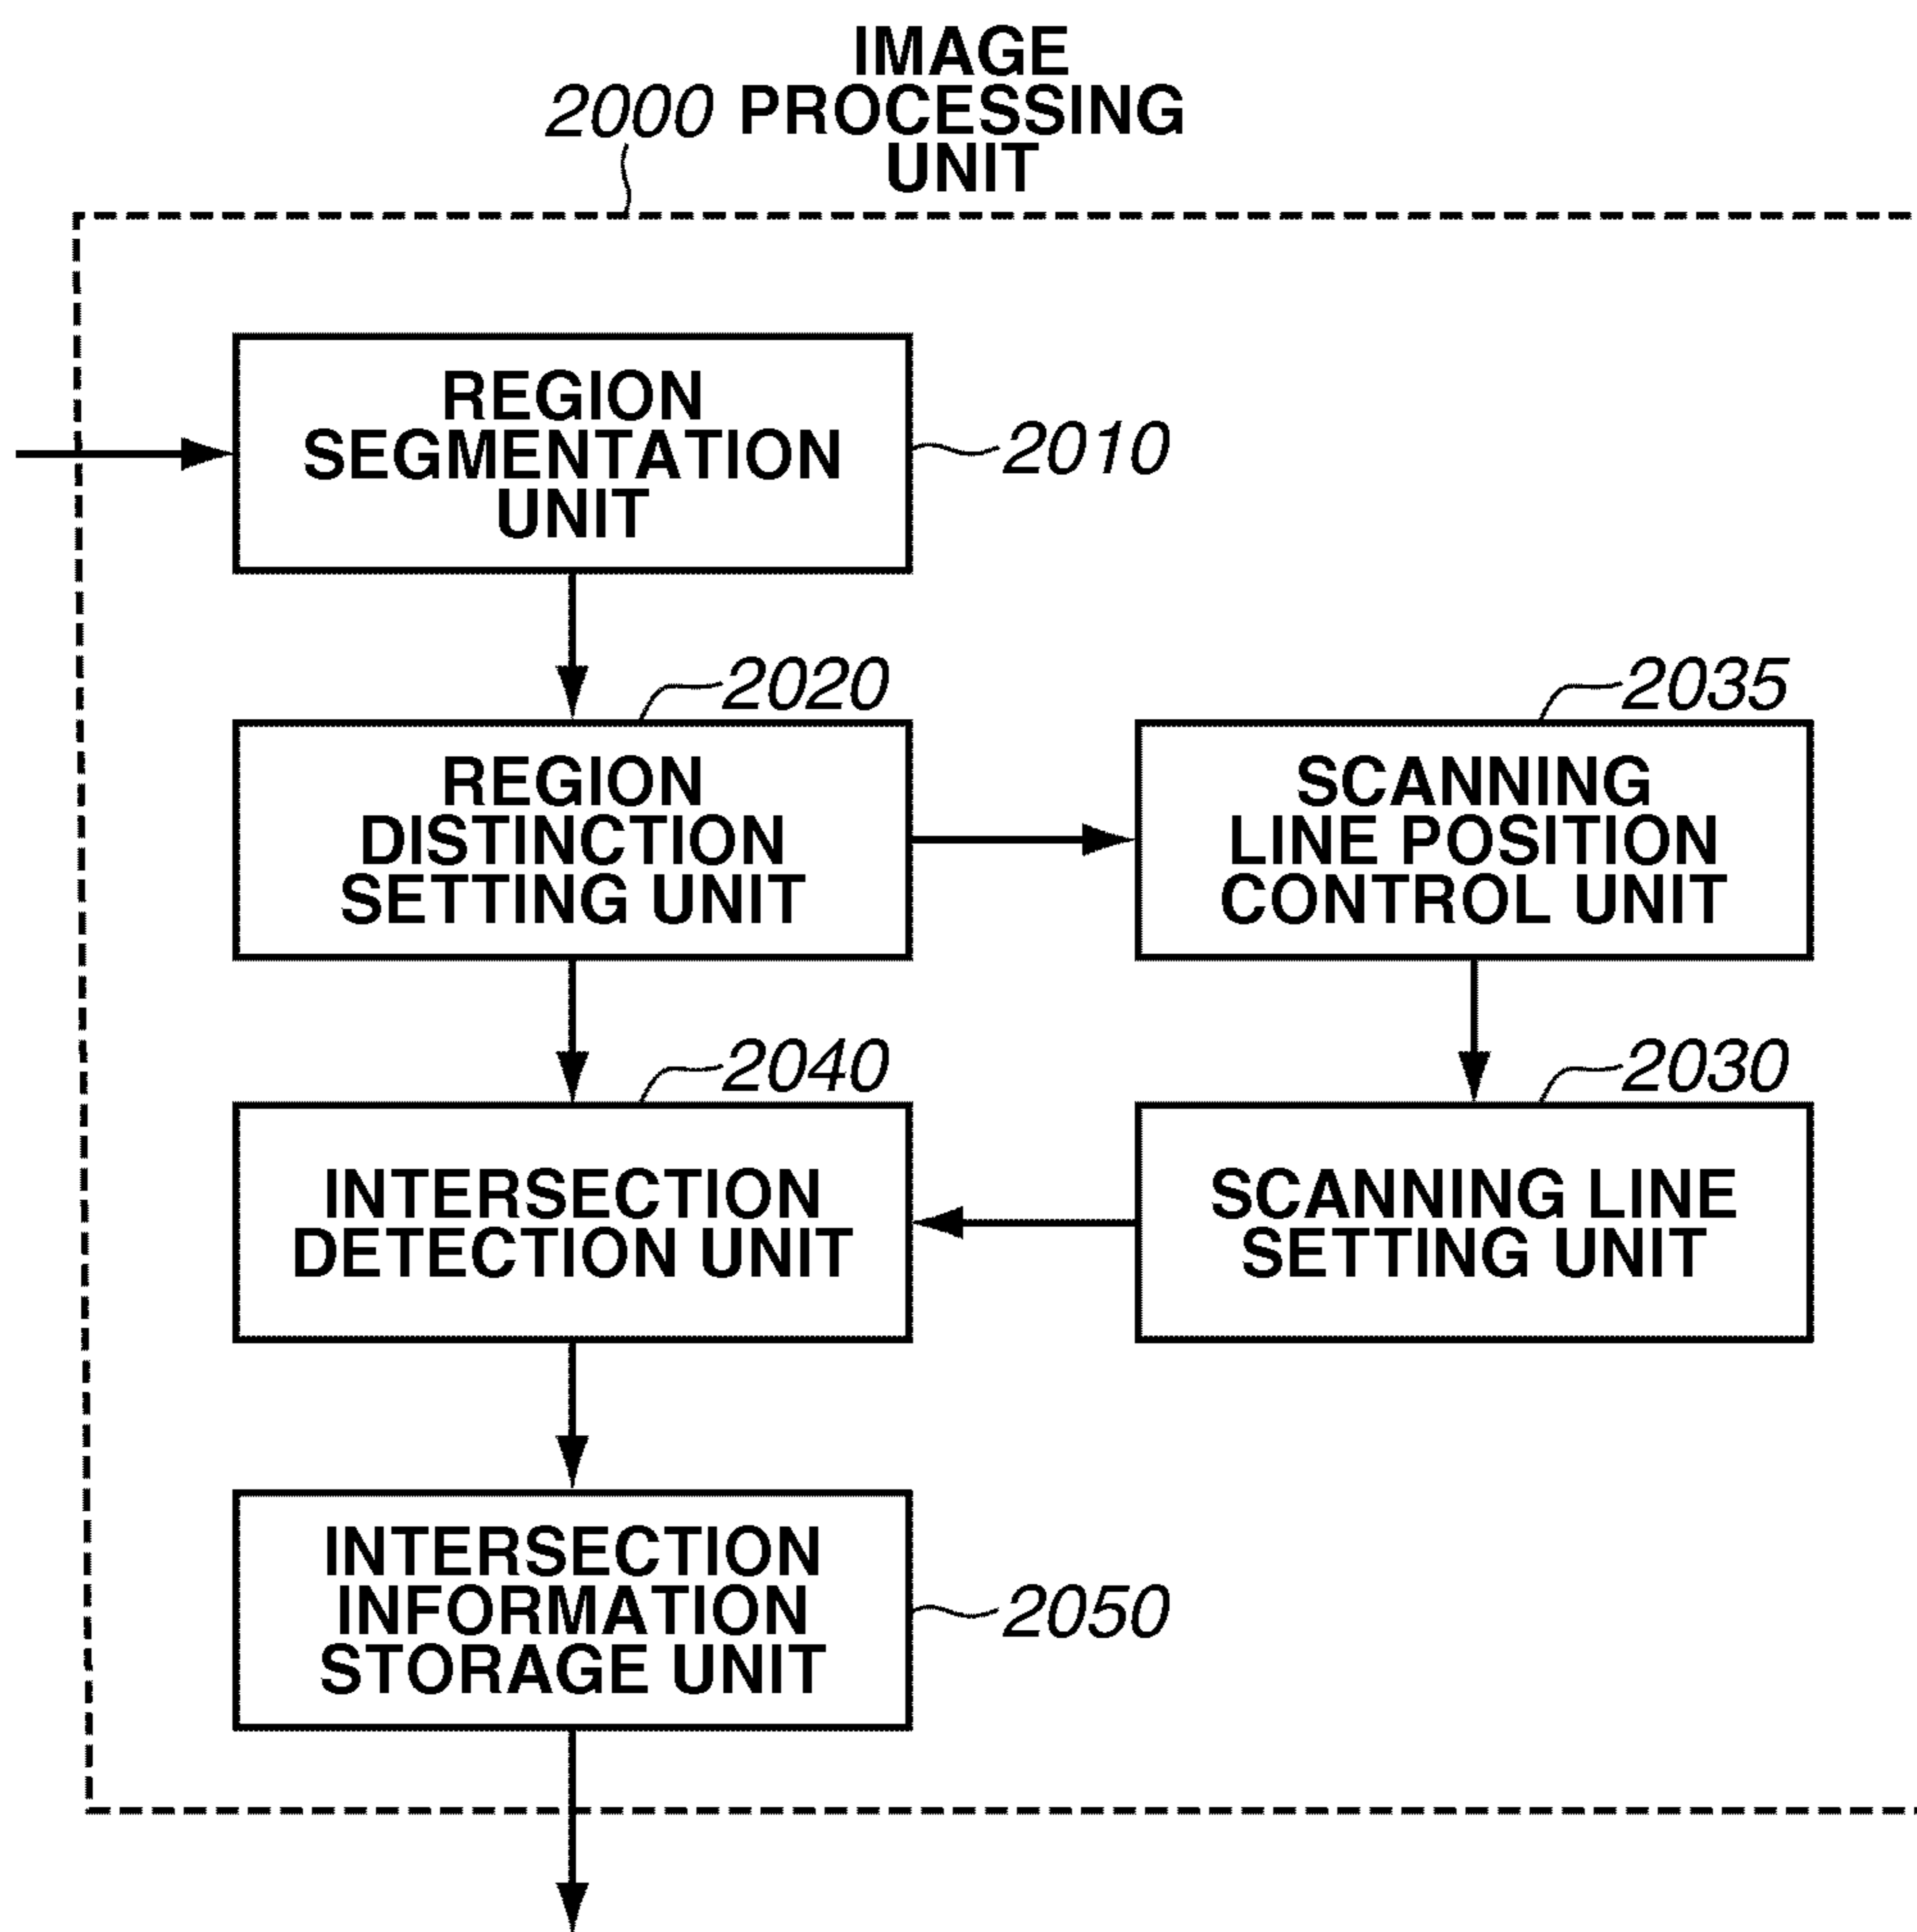 IMAGE
2000 PROCESSING
UNIT
REGION
SEGMENTATION
UNIT
2010
2020
REGION
DISTINCTION
SETTING UNIT
2035
SCANNING
LINE POSITION
CONTROL UNIT
2040
INTERSECTION
DETECTION UNIT
2030
SCANNING LINE
SETTING UNIT
INTERSECTION
INFORMATION
STORAGE UNIT
2050